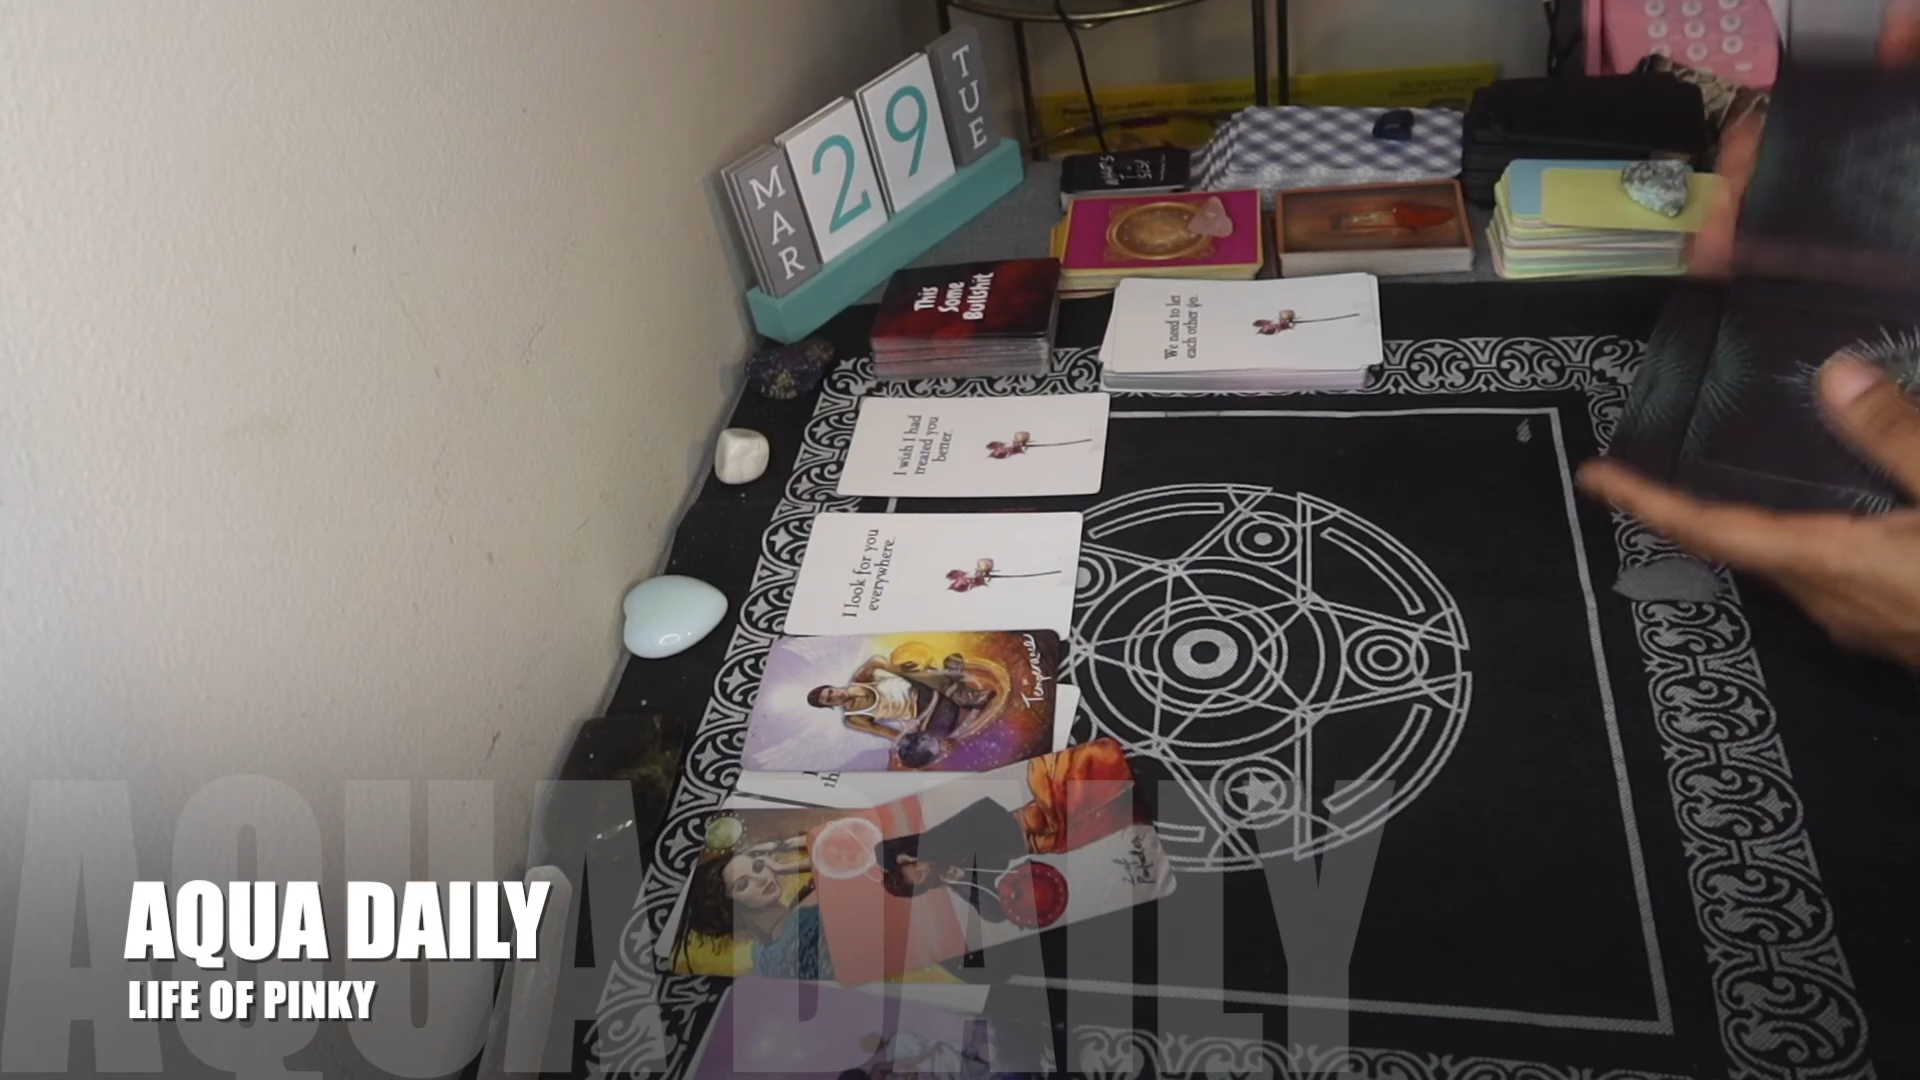 MAR
29
TUE
This
Some
Bullshit
We need to let
each other go.
I wish I had
treated you
better.
I look for you
everywhere.
Temperance
AQUA DAILY
AQUA DAILY
LIFE OF PINKY